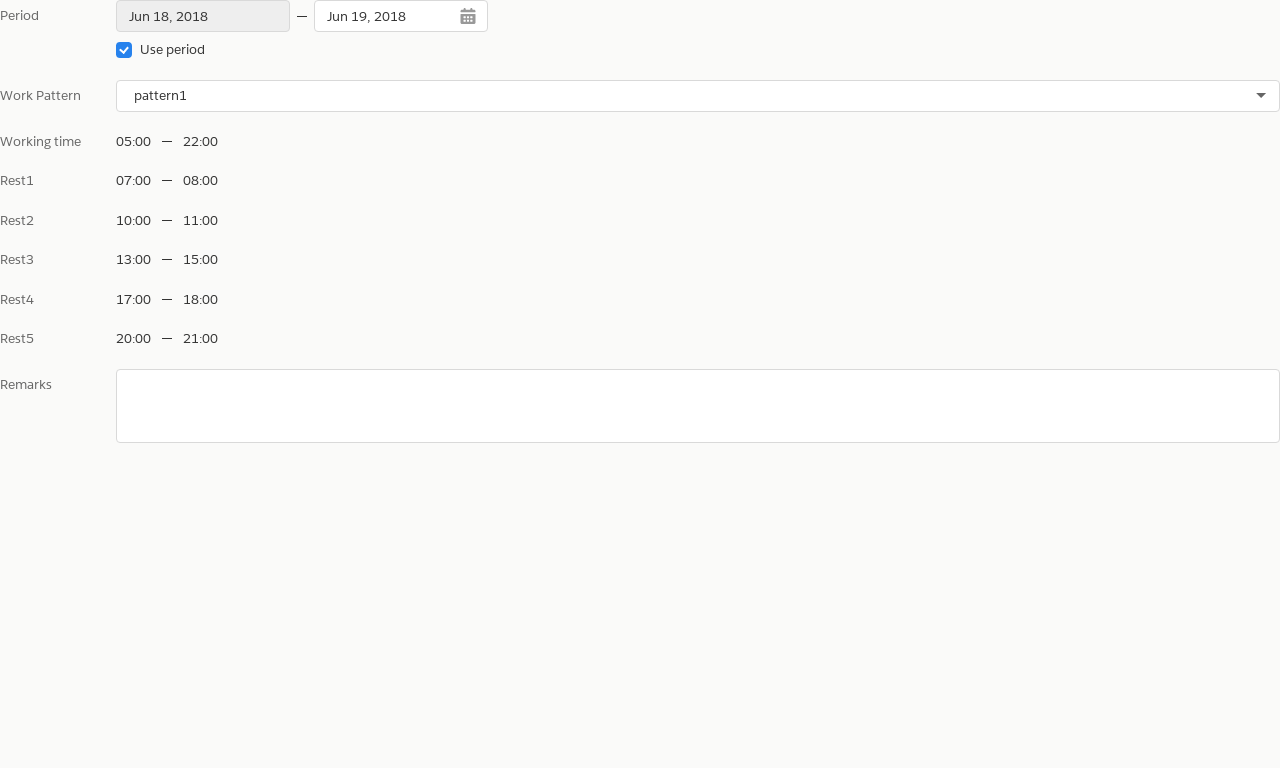 Period Jun 18, 2018 — Jun 19, 2018
Use period
Work Pattern pattern1
Working time 05:00 — 22:00
Rest1 07:00 — 08:00
Rest2 10:00 — 11:00
Rest3 13:00 — 15:00
Rest4 17:00 — 18:00
Rest5 20:00 — 21:00
Remarks